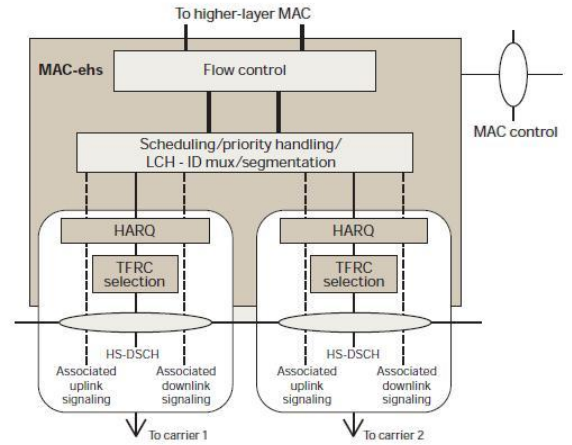 To higher-layer MAC
MAC-ehs
Flow control
MAC control
Scheduling/priority handling/
LCH - ID mux/segmentation
HARQ
HARQ
TFRC
selection
TFRC
selection
HS-DSCH
Associated
uplink
signaling
Associated
downlink
signaling
HS-DSCH
Associated
uplink
signaling
Associated
downlink
signaling
To carrier 1
To carrier 2